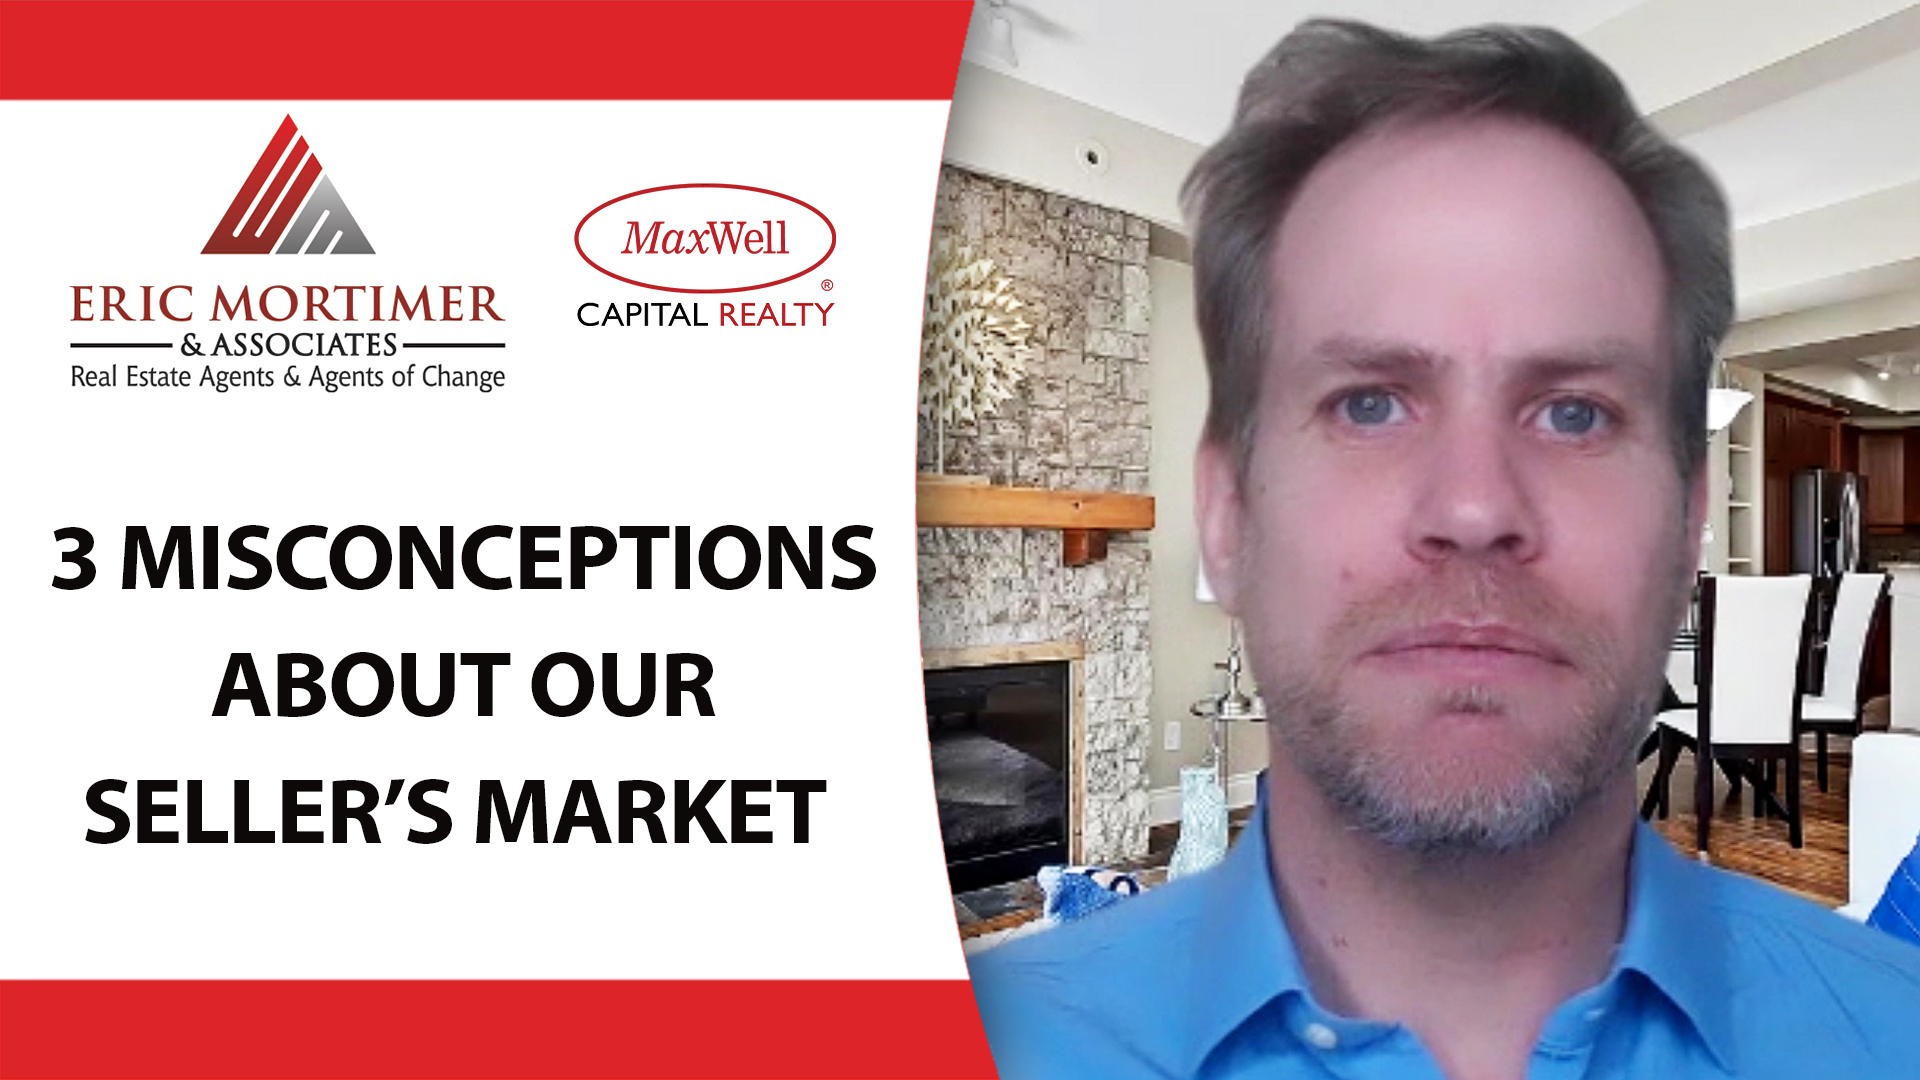 ERIC MORTIMER
& ASSOCIATES
Real Estate Agents & Agents of Change
MaxWell
®
CAPITAL REALTY
3 MISCONCEPTIONS
ABOUT OUR
SELLER’S MARKET